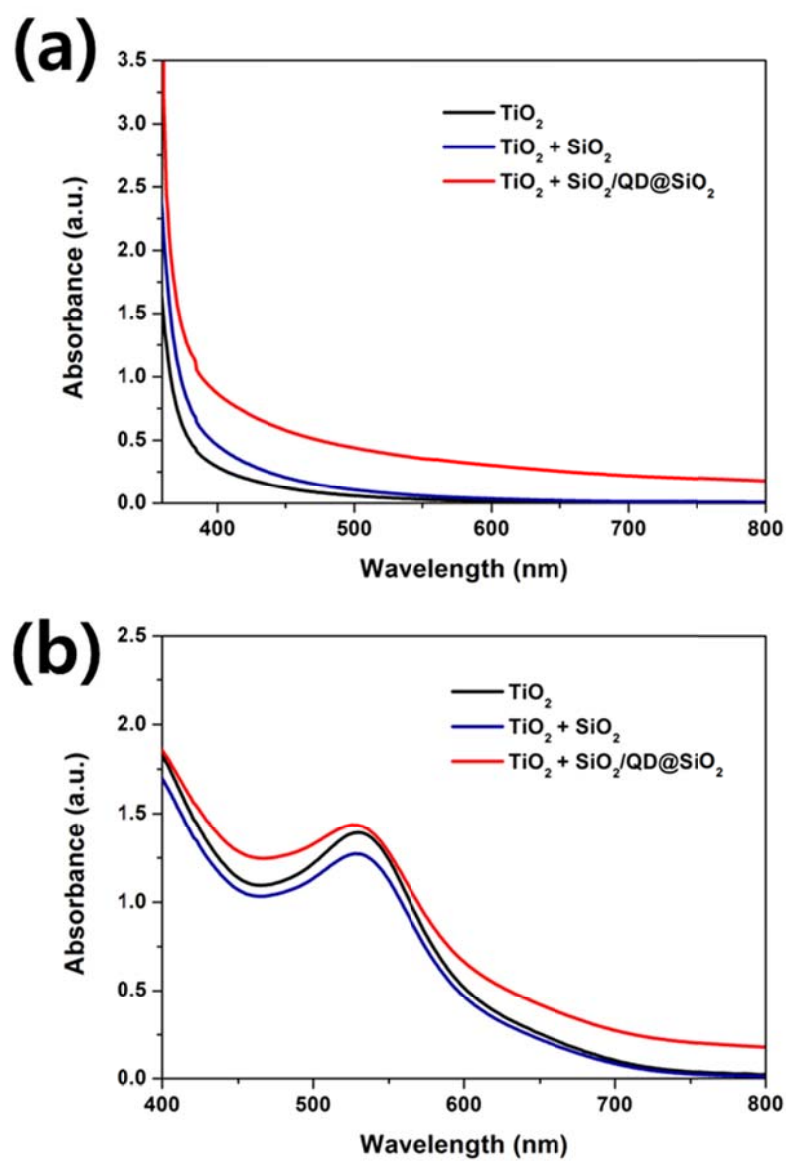 (a)
3.5
3.0
2.5
2.0
1.5
1.0
0.5
0.0
Absorbance (a.u.)
TiO₂
TiO₂ + SiO₂
TiO₂ + SiO₂/QD@SiO₂
400 500 600 700 800
Wavelength (nm)
(b)
2.5
2.0
1.5
1.0
0.5
0.0
Absorbance (a.u.)
TiO₂
TiO₂ + SiO₂
TiO₂ + SiO₂/QD@SiO₂
400 500 600 700 800
Wavelength (nm)